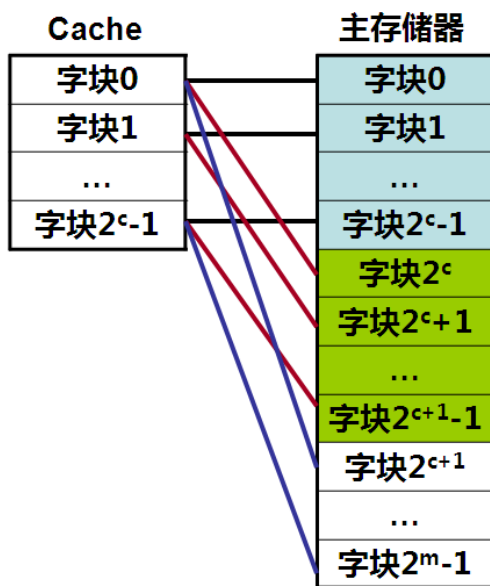 Cache
字块0
字块1
...
字块2ᶜ-1
主存储器
字块0
字块1
...
字块2ᶜ-1
字块2ᶜ
字块2ᶜ+1
...
字块2ᶜ⁺¹-1
字块2ᶜ⁺¹
...
字块2ᵐ-1